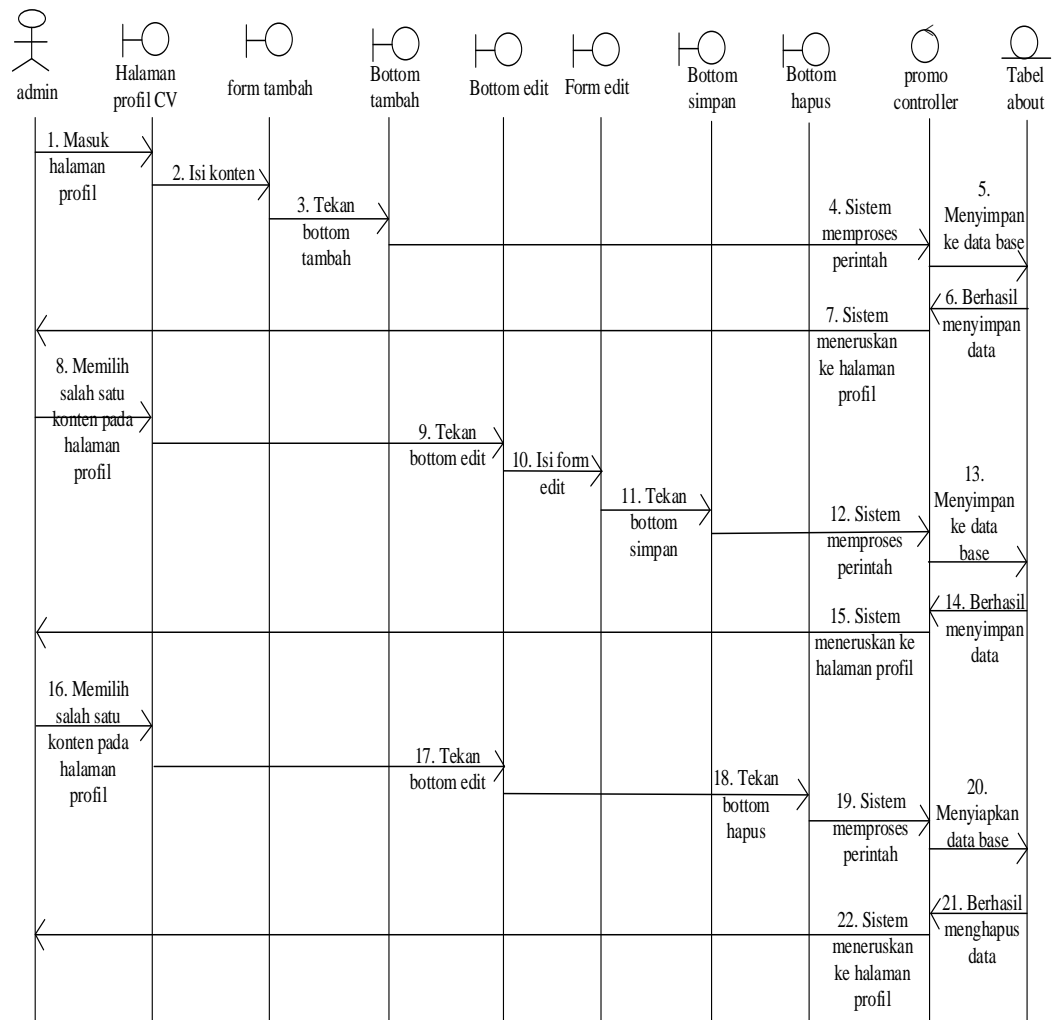 admin
Halaman
profil CV
form tambah
Bottom
tambah
Bottom edit
Form edit
Bottom
simpan
Bottom
hapus
promo
controller
Tabel
about
1. Masuk
halaman
profil
2. Isi konten
3. Tekan
bottom
tambah
4. Sistem
memproses
perintah
5.
Menyimpan
ke data base
6. Berhasil
menyimpan
data
7. Sistem
meneruskan
ke halaman
profil
8. Memilih
salah satu
konten pada
halaman
profil
9. Tekan
bottom edit
10. Isi form
edit
11. Tekan
bottom
simpan
12. Sistem
memproses
perintah
13.
Menyimpan
ke data
base
14. Berhasil
menyimpan
data
15. Sistem
meneruskan ke
halaman profil
16. Memilih
salah satu
konten pada
halaman
profil
17. Tekan
bottom edit
18. Tekan
bottom
hapus
19. Sistem
memproses
perintah
20.
Menyiapkan
data base
21. Berhasil
menghapus
data
22. Sistem
meneruskan
ke halaman
profil